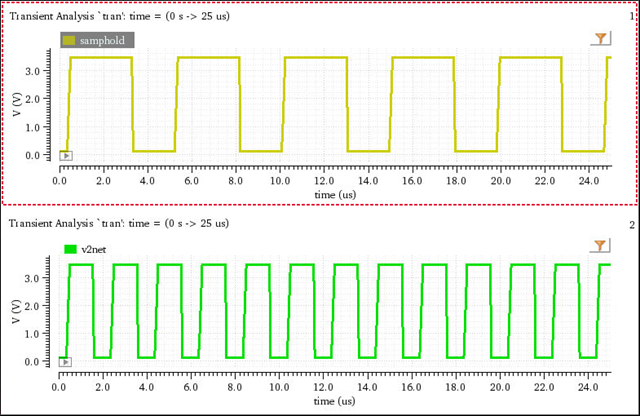 Transient Analysis `tran': time = (0 s -> 25 us)
1
samphold
V (V)
3.0
2.0
1.0
0.0
0.0 2.0 4.0 6.0 8.0 10.0 12.0 14.0 16.0 18.0 20.0 22.0 24.0
time (us)
Transient Analysis `tran': time = (0 s -> 25 us)
2
v2net
V (V)
3.0
2.0
1.0
0.0
0.0 2.0 4.0 6.0 8.0 10.0 12.0 14.0 16.0 18.0 20.0 22.0 24.0
time (us)